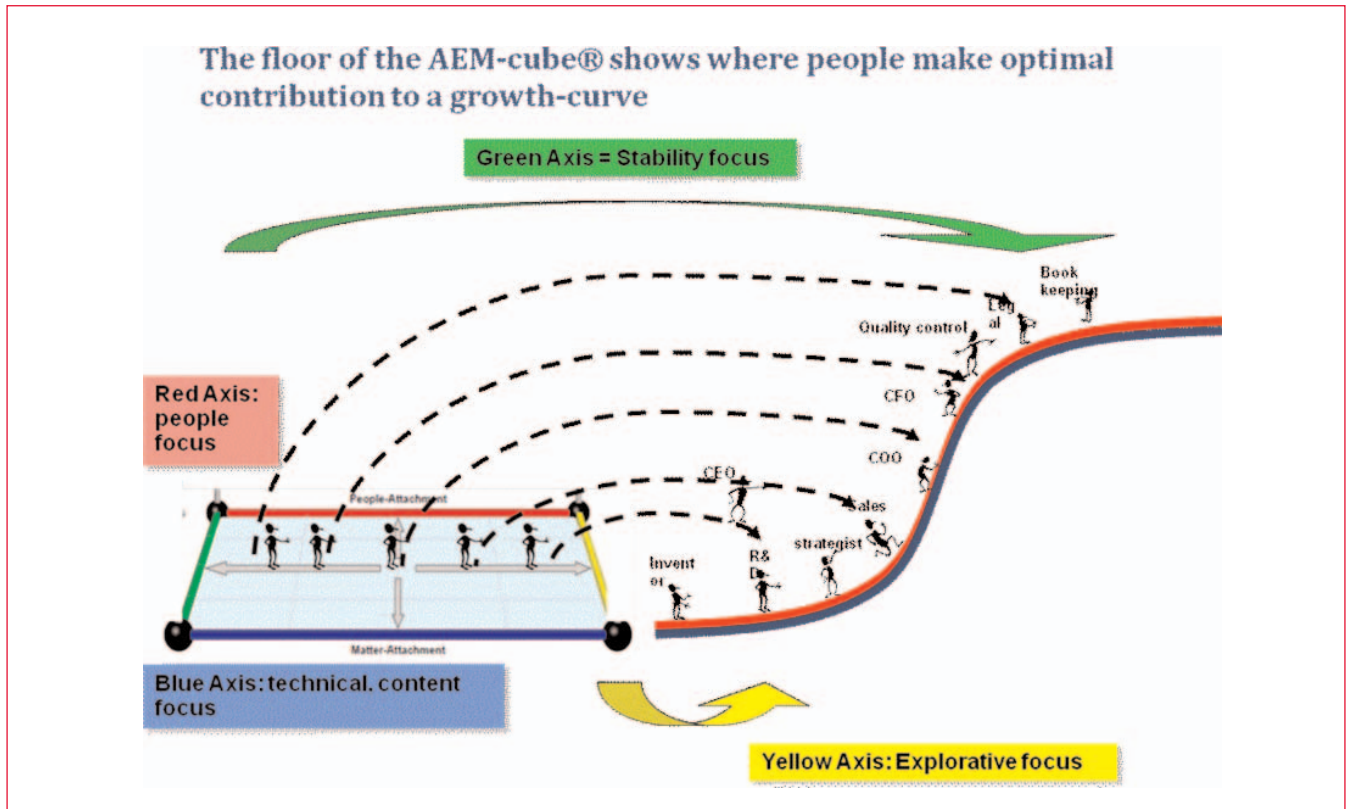 The floor of the AEM-cube® shows where people make optimal
contribution to a growth-curve
Green Axis = Stability focus
Book
keeping
Leg
al
Quality control
Red Axis:
people
focus
CFO
COO
CEO
People-Attachment
Sales
strategist
R&
D
Invent
or
Matter-Attachment
Blue Axis: technical. content
focus
Yellow Axis: Explorative focus